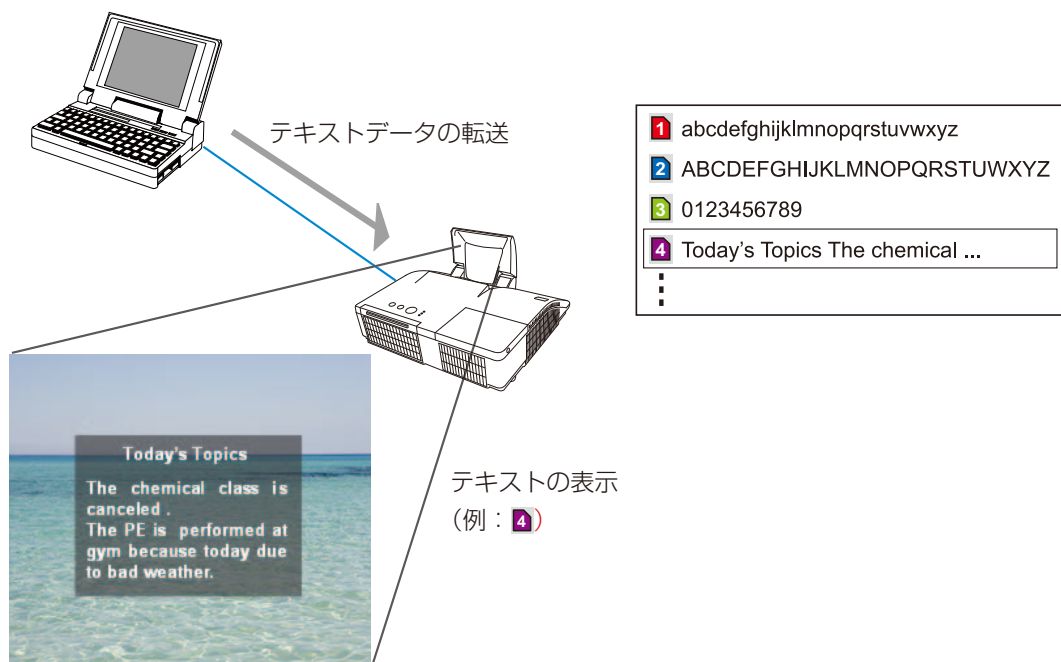 テキストデータの転送
1 abcdefghijklmnopqrstuvwxyz
2 ABCDEFGHIJKLMNOPQRSTUWXYZ
3 0123456789
4 Today's Topics The chemical ...
Today's Topics
The chemical class is
canceled .
The PE is performed at
gym because today due
to bad weather.
テキストの表示
(例：4)